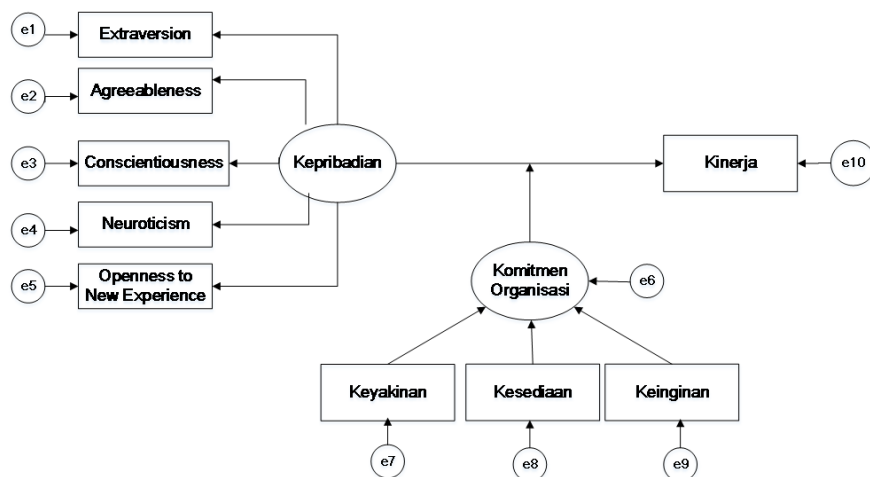 e1
Extraversion
e2
Agreeableness
e3
Conscientiousness
Kepribadian
Kinerja
e10
e4
Neuroticism
e5
Openness to
New Experience
Komitmen
Organisasi
e6
Keyakinan
Kesediaan
Keinginan
e7
e8
e9